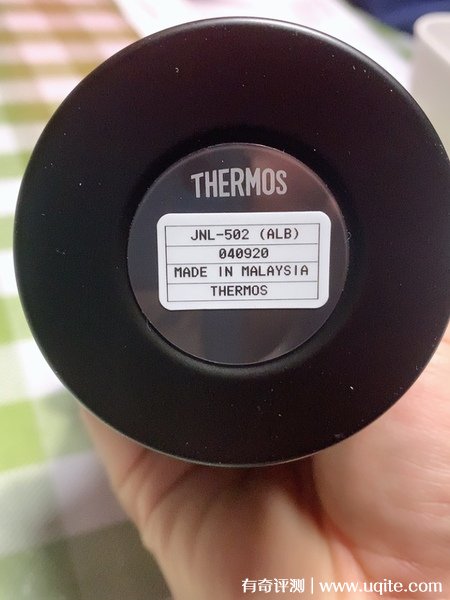 THERMOS
JNL-502 (ALB)
040920
MADE IN MALAYSIA
THERMOS
有奇评测 | www.uqite.com